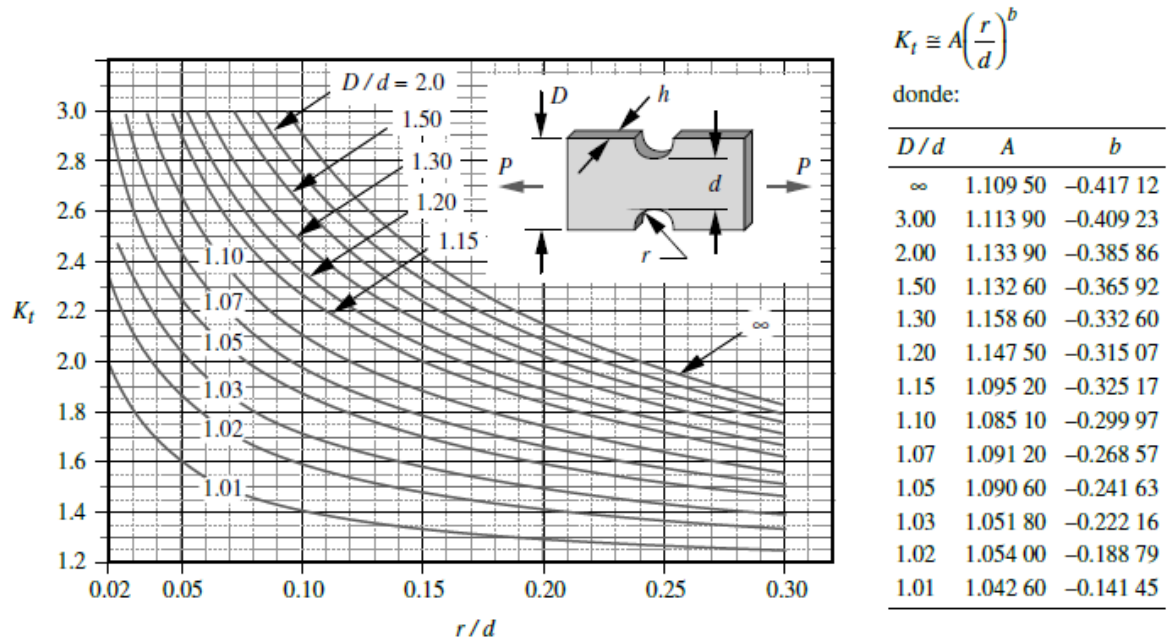 D / d = 2.0
1.50
1.30
1.20
1.15
1.10
1.07
1.05
1.03
1.02
1.01
∞
D
h
P
d
P
r
K_t
3.0
2.8
2.6
2.4
2.2
2.0
1.8
1.6
1.4
1.2
0.02 0.05 0.10 0.15 0.20 0.25 0.30
r / d
K_t ≅ A(r/d)^b
donde:
D / d A b
∞ 1.109 50 –0.417 12
3.00 1.113 90 –0.409 23
2.00 1.133 90 –0.385 86
1.50 1.132 60 –0.365 92
1.30 1.158 60 –0.332 60
1.20 1.147 50 –0.315 07
1.15 1.095 20 –0.325 17
1.10 1.085 10 –0.299 97
1.07 1.091 20 –0.268 57
1.05 1.090 60 –0.241 63
1.03 1.051 80 –0.222 16
1.02 1.054 00 –0.188 79
1.01 1.042 60 –0.141 45